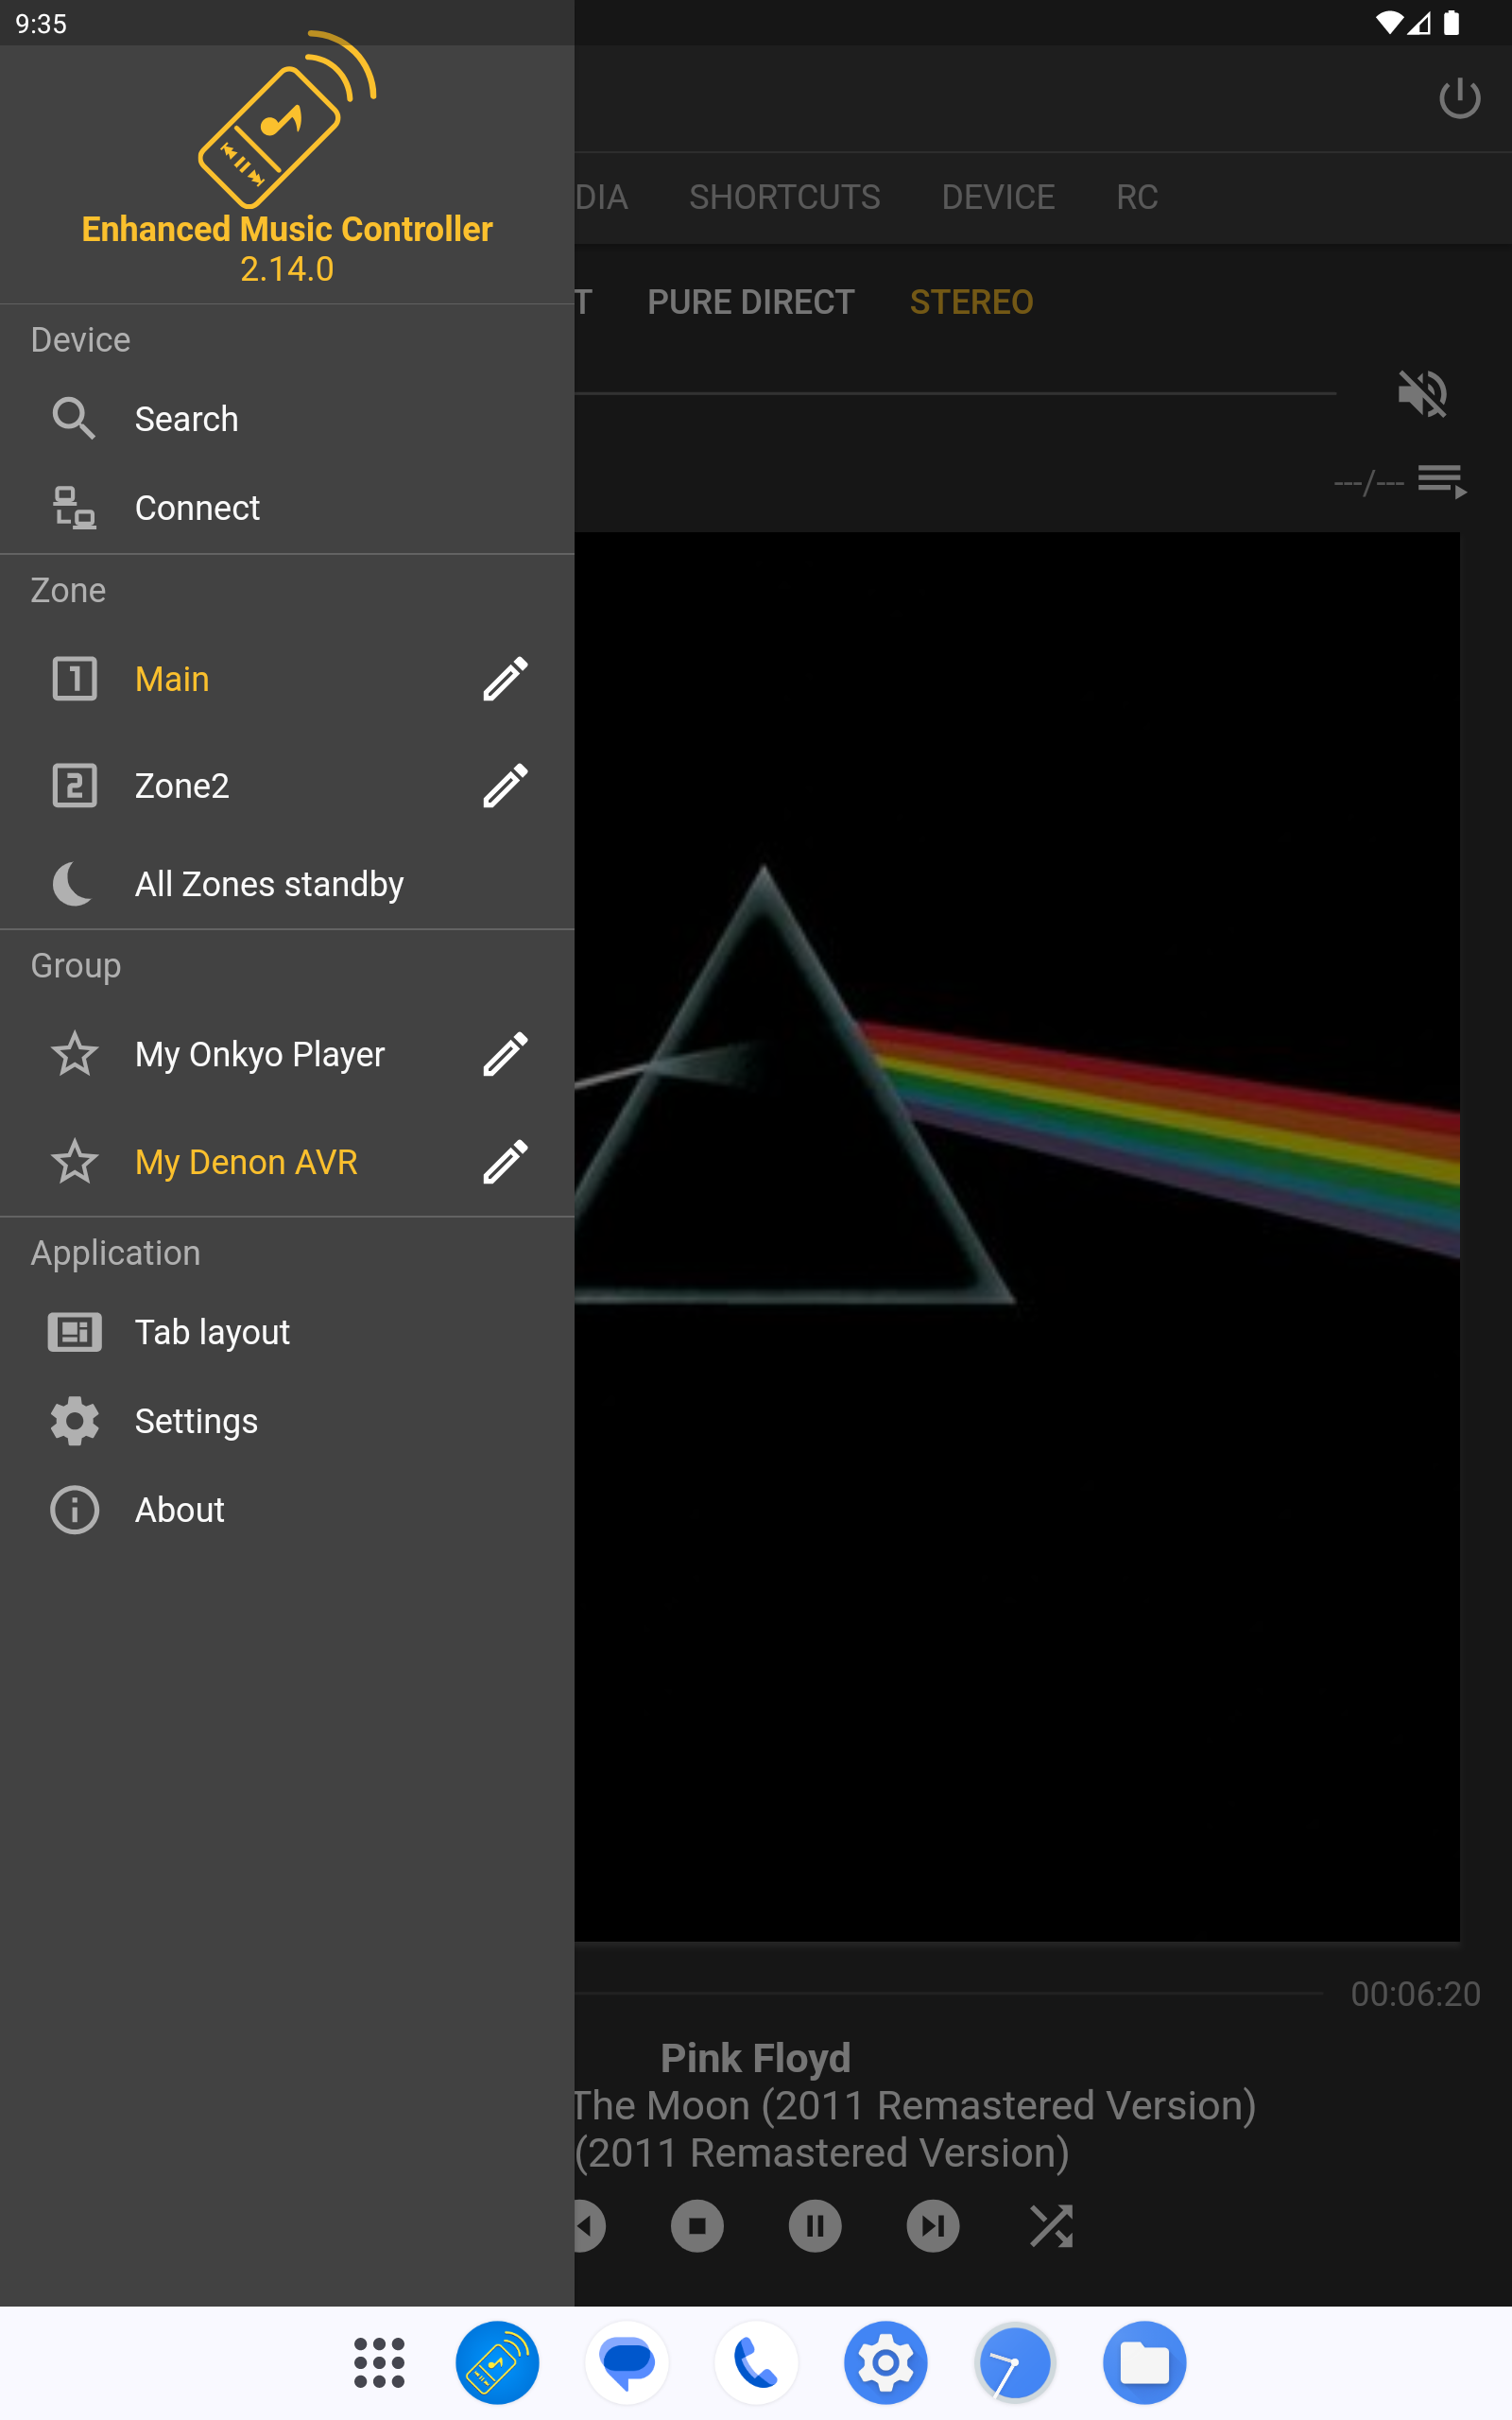 9:35
Enhanced Music Controller
2.14.0
Device
Search
Connect
Zone
1 Main
2 Zone2
All Zones standby
Group
My Onkyo Player
My Denon AVR
Application
Tab layout
Settings
About
DIA SHORTCUTS DEVICE RC
T PURE DIRECT STEREO
---/---
00:06:20
Pink Floyd
The Moon (2011 Remastered Version)
(2011 Remastered Version)